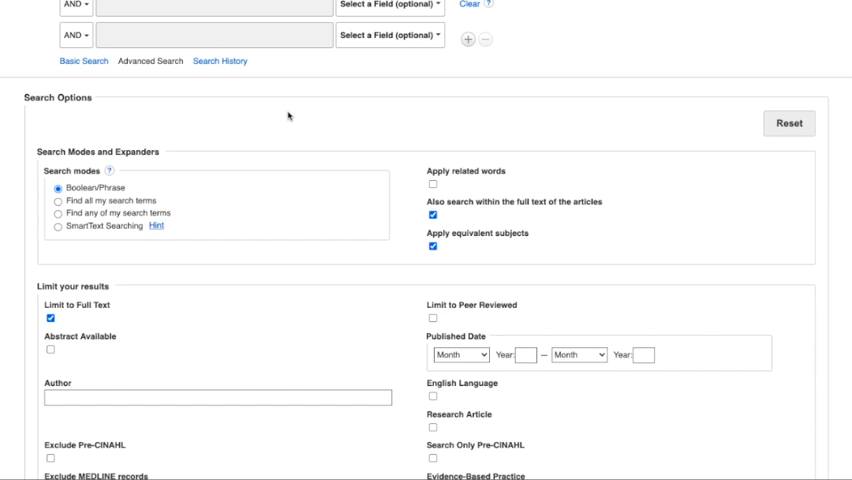 AND Select a Field (optional) Clear ?
AND Select a Field (optional)
Basic Search Advanced Search Search History
Search Options
Reset
Search Modes and Expanders
Search modes ?
Boolean/Phrase
Find all my search terms
Find any of my search terms
SmartText Searching Hint
Apply related words
Also search within the full text of the articles
Apply equivalent subjects
Limit your results
Limit to Full Text
Limit to Peer Reviewed
Abstract Available
Published Date
Month Year: – Month Year:
Author
English Language
Research Article
Exclude Pre-CINAHL
Search Only Pre-CINAHL
Exclude MEDLINE records
Evidence-Based Practice